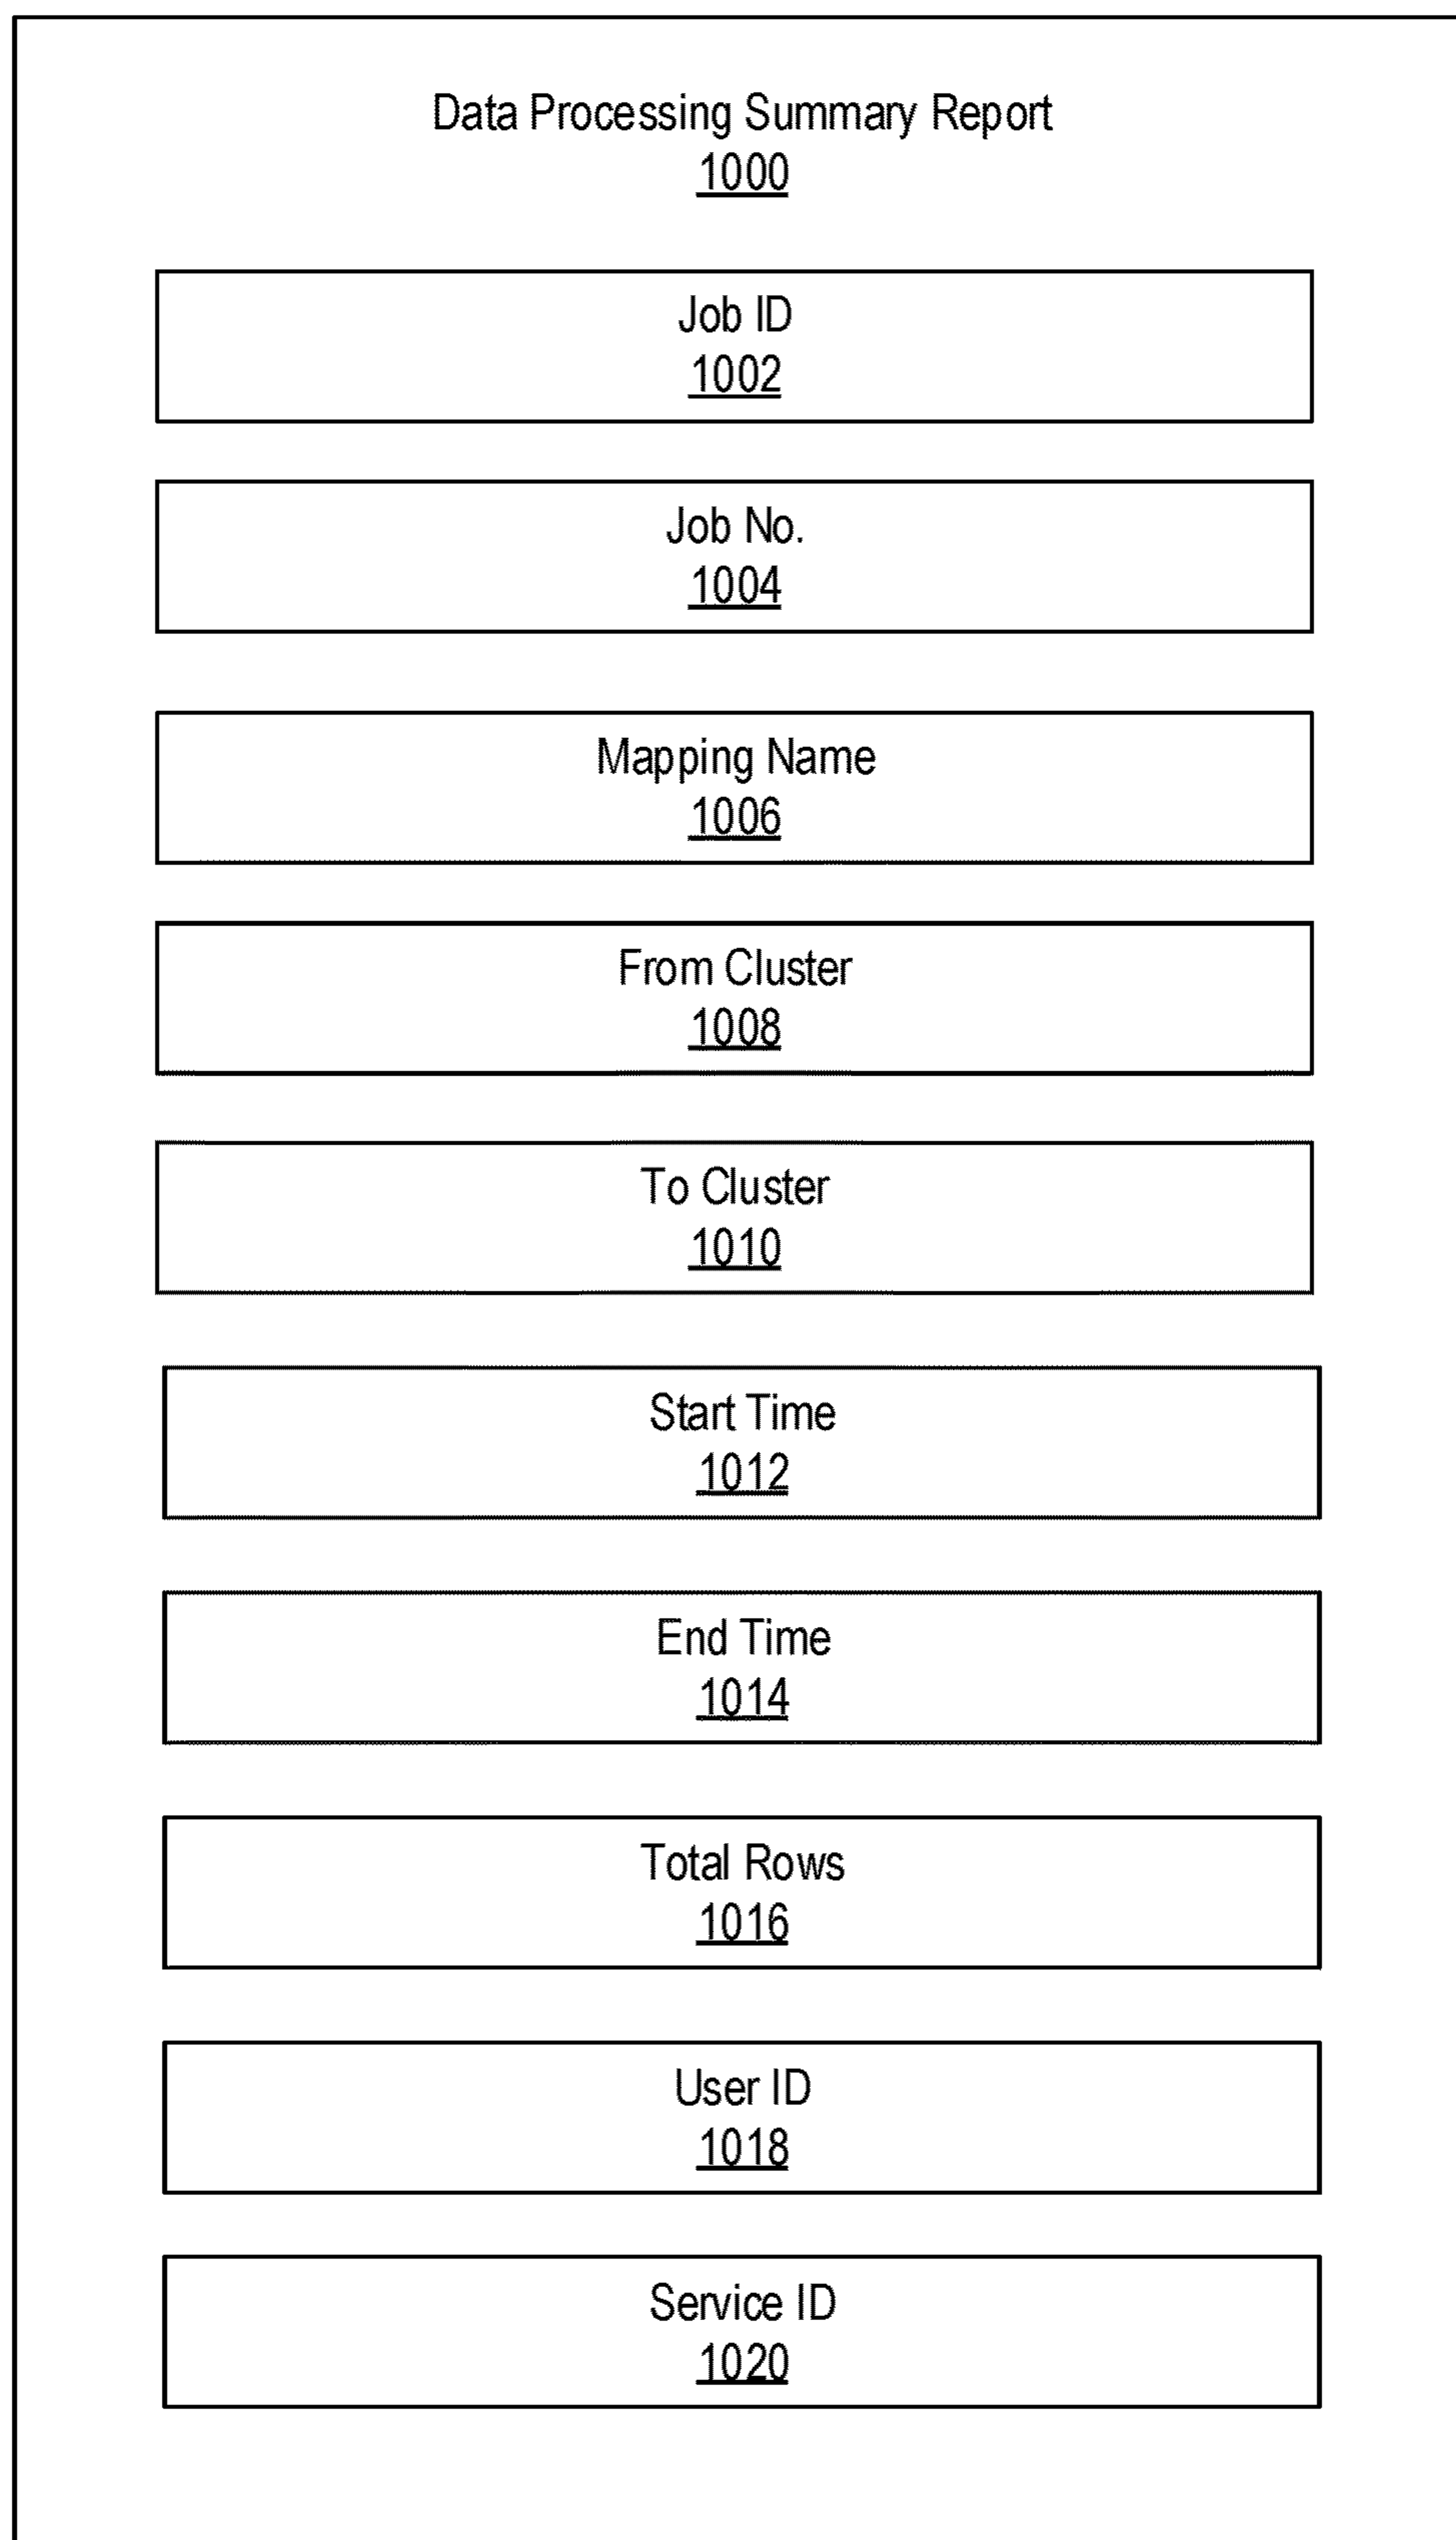 Data Processing Summary Report
1000
Job ID
1002
Job No.
1004
Mapping Name
1006
From Cluster
1008
To Cluster
1010
Start Time
1012
End Time
1014
Total Rows
1016
User ID
1018
Service ID
1020